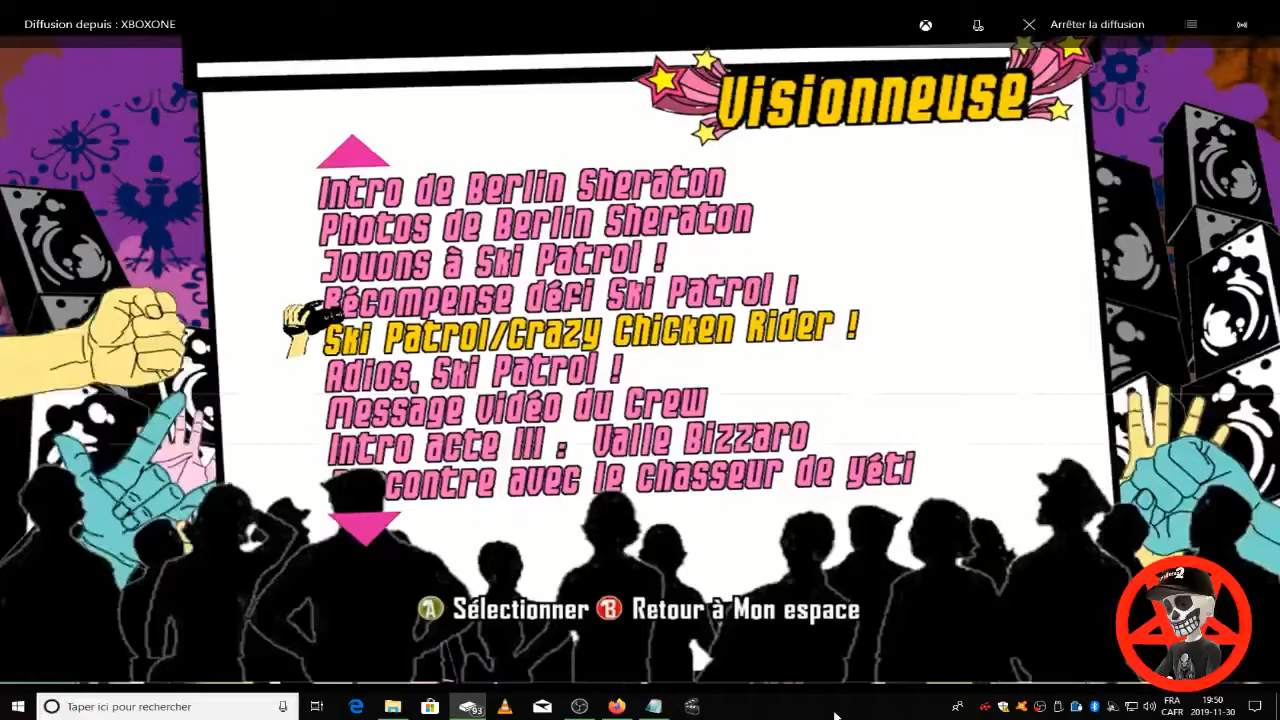 Diffusion depuis : XBOXONE
Arrêter la diffusion
Visionneuse
Intro de Berlin Sheraton
Photos de Berlin Sheraton
Jouons à Ski Patrol !
Récompense défi Ski Patrol !
Ski Patrol/Crazy Chicken Rider !
Adios, Ski Patrol !
Message vidéo du Crew
Intro acte III : Valle Bizzaro
contre avec le chasseur de yéti
A Sélectionner B Retour à Mon espace
Taper ici pour rechercher
93
FRA
CAFR
19:50
2019-11-30